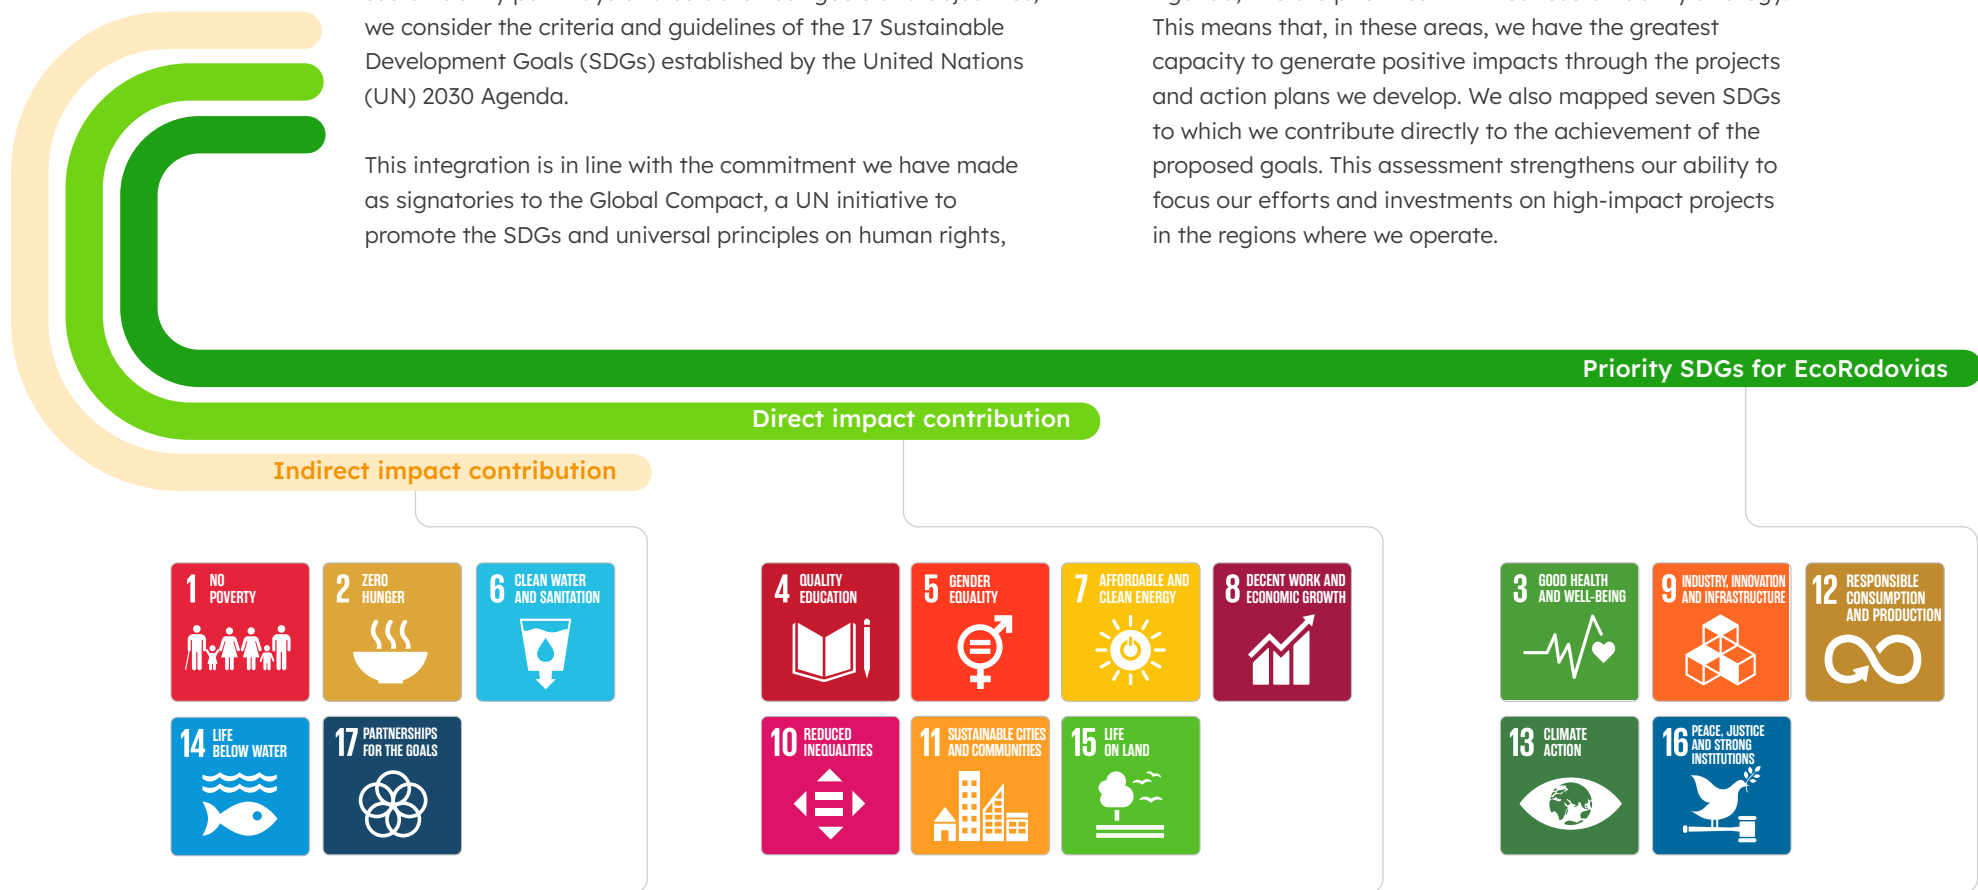 we consider the criteria and guidelines of the 17 Sustainable
Development Goals (SDGs) established by the United Nations
(UN) 2030 Agenda.
This integration is in line with the commitment we have made
as signatories to the Global Compact, a UN initiative to
promote the SDGs and universal principles on human rights,
This means that, in these areas, we have the greatest
capacity to generate positive impacts through the projects
and action plans we develop. We also mapped seven SDGs
to which we contribute directly to the achievement of the
proposed goals. This assessment strengthens our ability to
focus our efforts and investments on high-impact projects
in the regions where we operate.
Priority SDGs for EcoRodovias
Direct impact contribution
Indirect impact contribution
1 NO
POVERTY
2 ZERO
HUNGER
6 CLEAN WATER
AND SANITATION
14 LIFE
BELOW WATER
17 PARTNERSHIPS
FOR THE GOALS
4 QUALITY
EDUCATION
5 GENDER
EQUALITY
7 AFFORDABLE AND
CLEAN ENERGY
8 DECENT WORK AND
ECONOMIC GROWTH
10 REDUCED
INEQUALITIES
11 SUSTAINABLE CITIES
AND COMMUNITIES
15 LIFE
ON LAND
3 GOOD HEALTH
AND WELL-BEING
9 INDUSTRY, INNOVATION
AND INFRASTRUCTURE
12 RESPONSIBLE
CONSUMPTION
AND PRODUCTION
13 CLIMATE
ACTION
16 PEACE, JUSTICE
AND STRONG
INSTITUTIONS